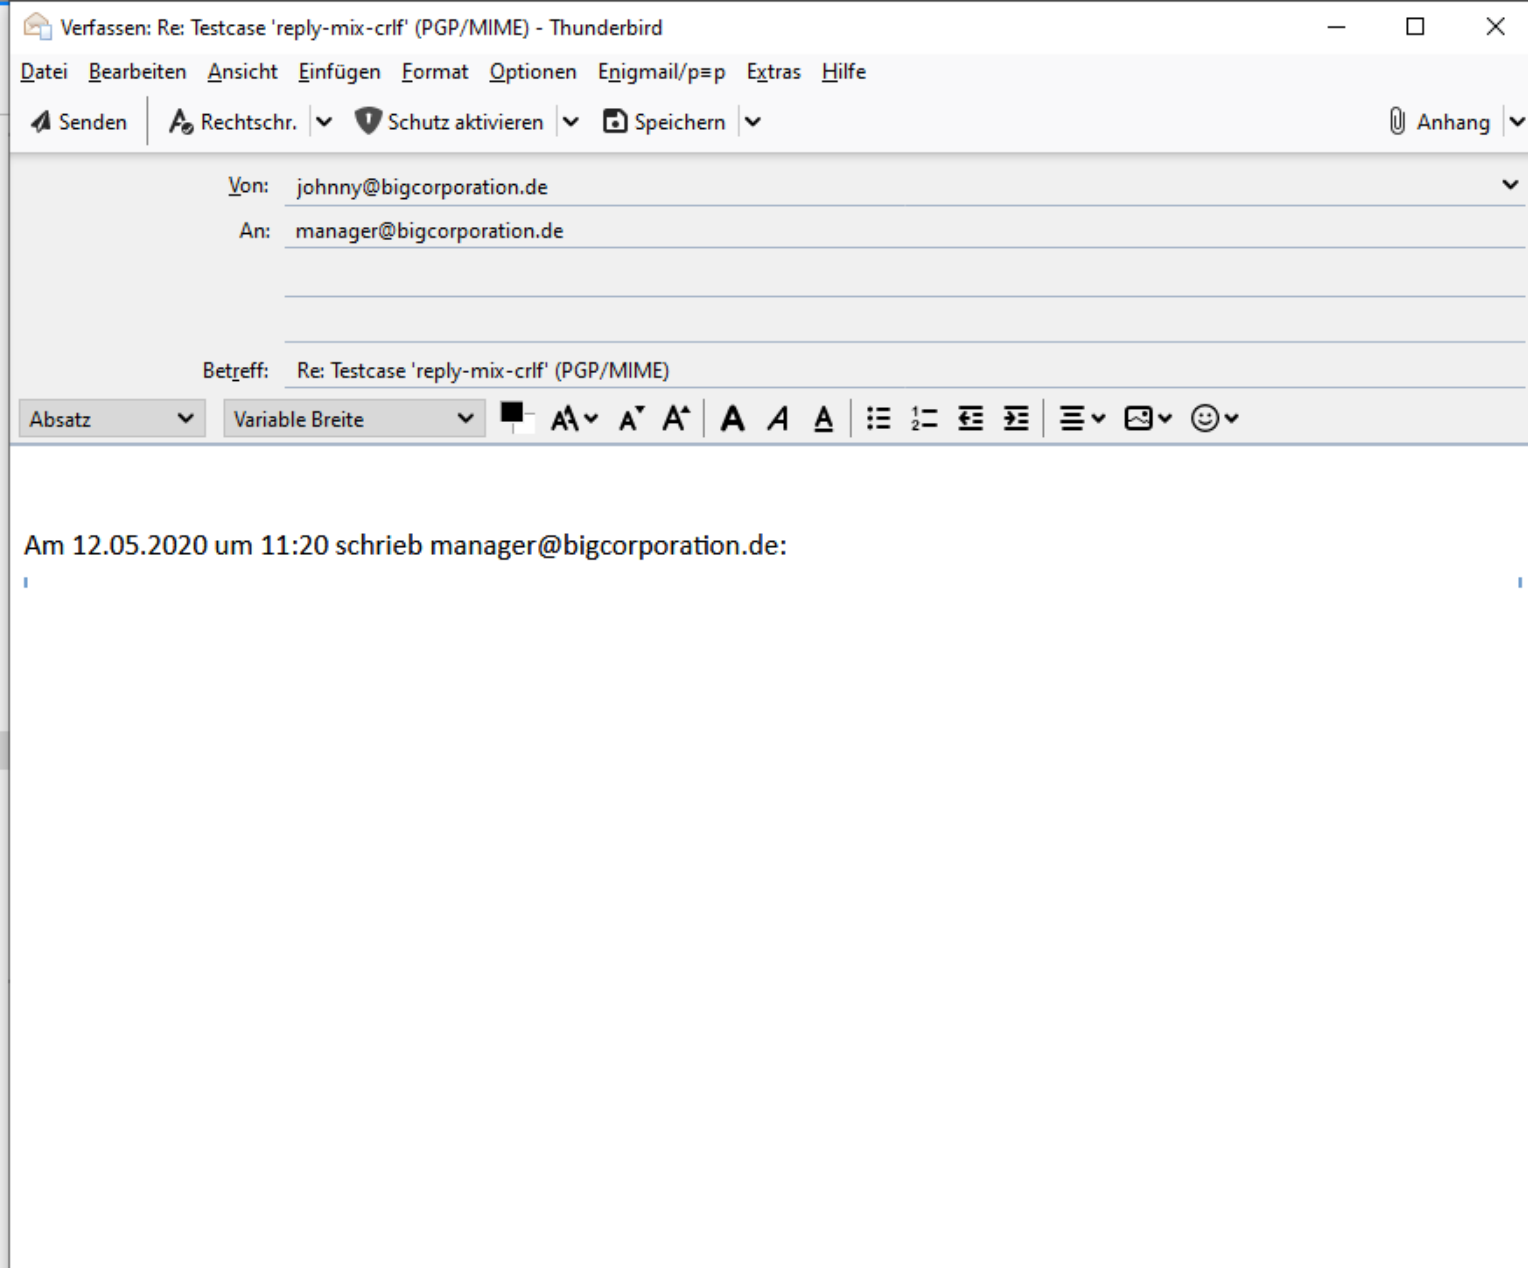 Verfassen: Re: Testcase 'reply-mix-crlf' (PGP/MIME) - Thunderbird
Datei Bearbeiten Ansicht Einfügen Format Optionen Enigmail/p≡p Extras Hilfe
Senden Rechtschr. Schutz aktivieren Speichern Anhang
Von: johnny@bigcorporation.de
An: manager@bigcorporation.de
Betreff: Re: Testcase 'reply-mix-crlf' (PGP/MIME)
Absatz Variable Breite
Am 12.05.2020 um 11:20 schrieb manager@bigcorporation.de: